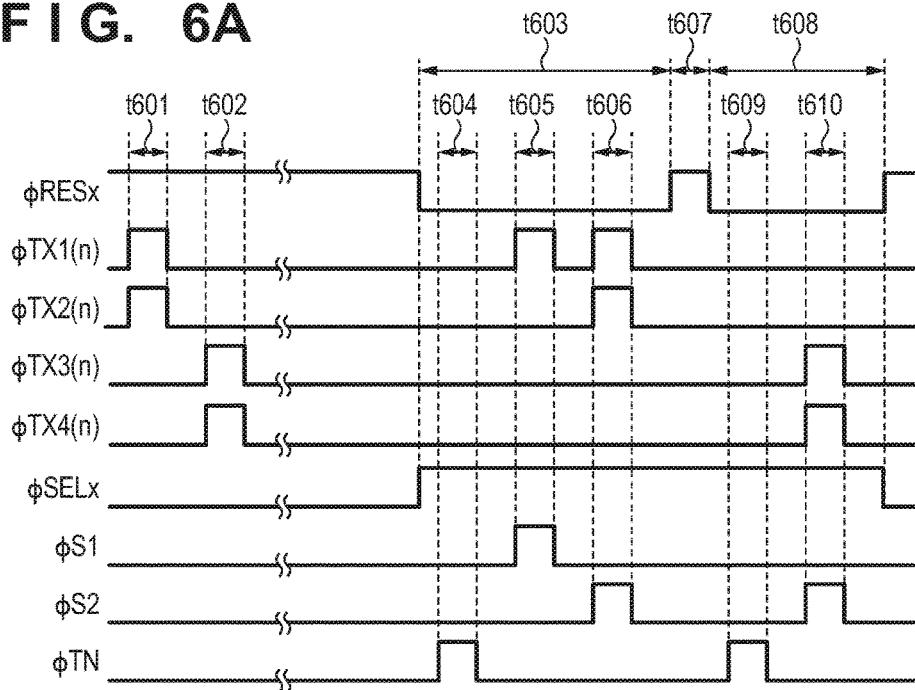 FIG. 6A
t603 t607 t608
t601 t602 t604 t605 t606 t609 t610
ϕRESx
ϕTX1(n)
ϕTX2(n)
ϕTX3(n)
ϕTX4(n)
ϕSELx
ϕS1
ϕS2
ϕTN